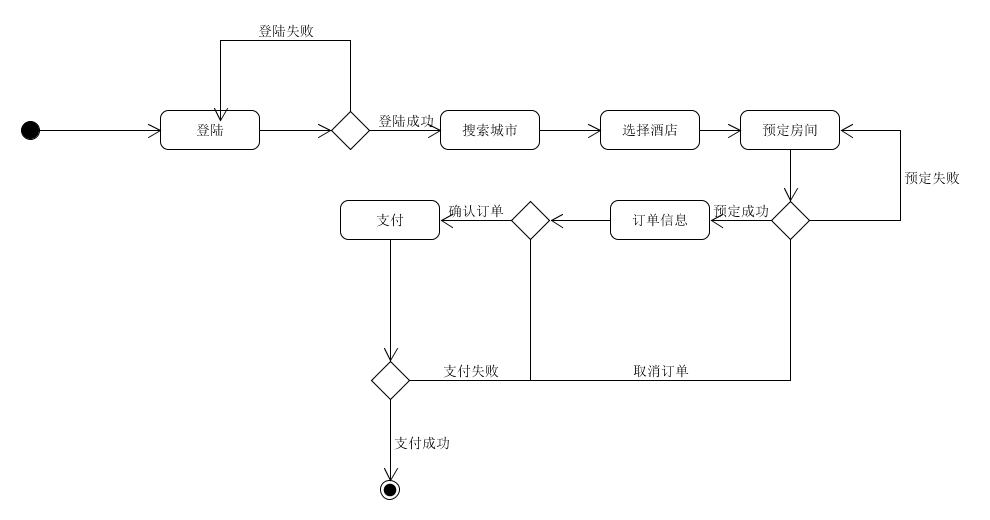 登陆失败
登陆
登陆成功
搜索城市
选择酒店
预定房间
预定失败
支付
确认订单
订单信息
预定成功
支付失败
取消订单
支付成功